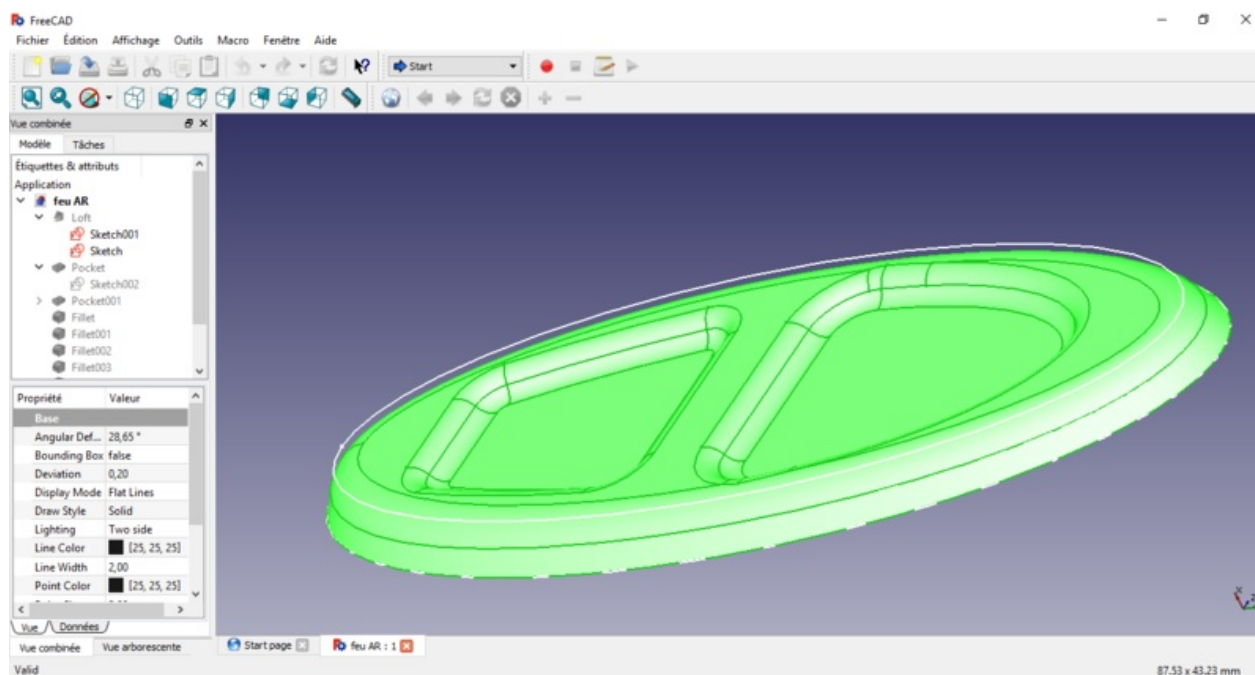 FreeCAD
Fichier Édition Affichage Outils Macro Fenêtre Aide
Start
Vue combinée
Modèle Tâches
Étiquettes & attributs
Application
feu AR
Loft
Sketch001
Sketch
Pocket
Sketch002
Pocket001
Fillet
Fillet001
Fillet002
Fillet003
Propriété Valeur
Base
Angular Def... 28,65 °
Bounding Box false
Deviation 0,20
Display Mode Flat Lines
Draw Style Solid
Lighting Two side
Line Color [25, 25, 25]
Line Width 2,00
Point Color [25, 25, 25]
Vue Données
Vue combinée Vue arborescente
Start page
feu AR : 1
Valid
87.53 x 43.23 mm